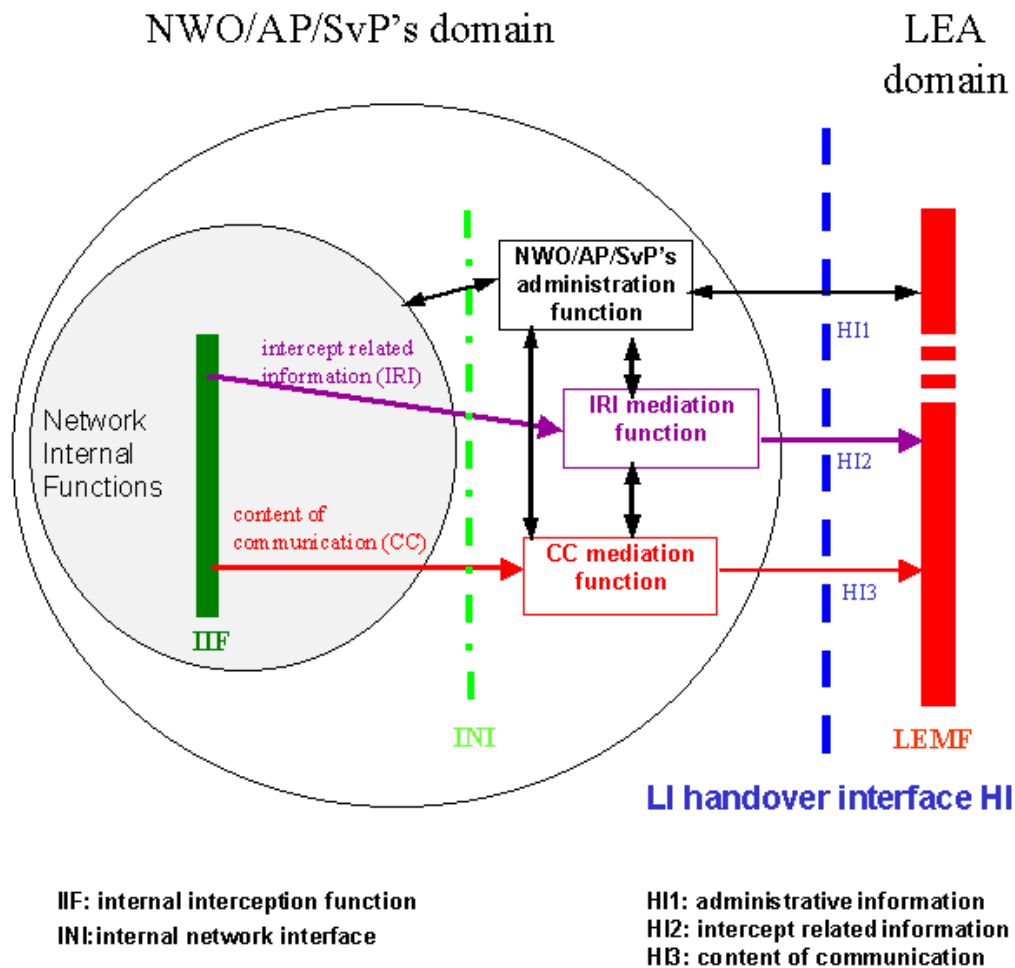 NWO/AP/SvP's domain
LEA
domain
NWO/AP/SvP's
administration
function
HI1
intercept related
information (IRI)
IRI mediation
function
Network
Internal
Functions
HI2
content of
communication (CC)
CC mediation
function
HI3
IIF
INI
LEMF
LI handover interface HI
IIF: internal interception function
INI:internal network interface
HI1: administrative information
HI2: intercept related information
HI3: content of communication